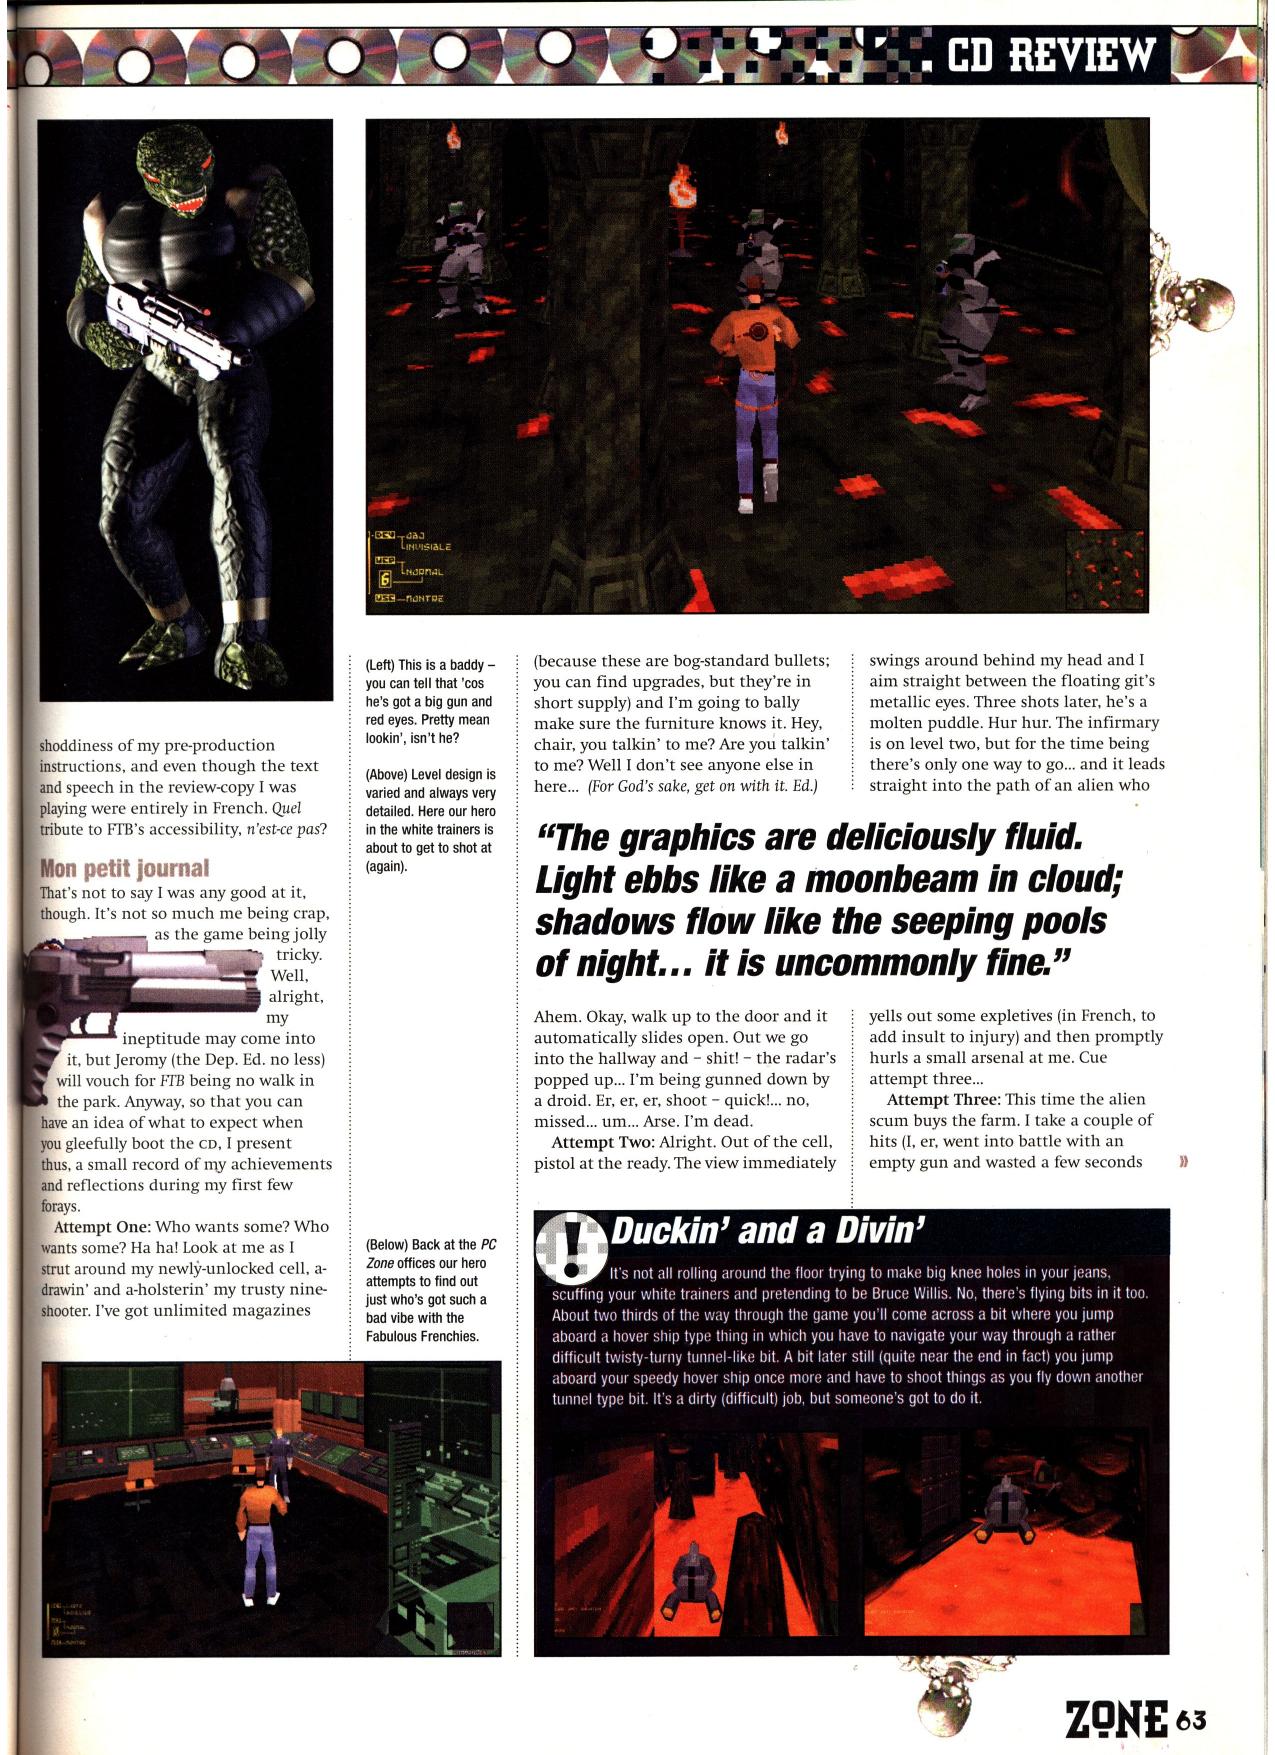 CD REVIEW
I-DEV
OBJ
INVISIBLE
WEP
NORMAL
6
USE
MONTRE
shoddiness of my pre-production
instructions, and even though the text
and speech in the review-copy I was
playing were entirely in French. Quel
tribute to FTB's accessibility, n'est-ce pas?
Mon petit journal
That's not to say I was any good at it,
though. It's not so much me being crap,
as the game being jolly
tricky.
Well,
alright,
my
ineptitude may come into
it, but Jeromy (the Dep. Ed. no less)
will vouch for FTB being no walk in
the park. Anyway, so that you can
have an idea of what to expect when
you gleefully boot the CD, I present
thus, a small record of my achievements
and reflections during my first few
forays.
Attempt One: Who wants some? Who
wants some? Ha ha! Look at me as I
strut around my newly-unlocked cell, a-
drawin' and a-holsterin' my trusty nine-
shooter. I've got unlimited magazines
(Left) This is a baddy –
you can tell that 'cos
he's got a big gun and
red eyes. Pretty mean
lookin', isn't he?
(Above) Level design is
varied and always very
detailed. Here our hero
in the white trainers is
about to get to shot at
(again).
(Below) Back at the PC
Zone offices our hero
attempts to find out
just who's got such a
bad vibe with the
Fabulous Frenchies.
(because these are bog-standard bullets;
you can find upgrades, but they're in
short supply) and I'm going to bally
make sure the furniture knows it. Hey,
chair, you talkin' to me? Are you talkin'
to me? Well I don't see anyone else in
here... (For God's sake, get on with it. Ed.)
“The graphics are deliciously fluid.
Light ebbs like a moonbeam in cloud;
shadows flow like the seeping pools
of night... it is uncommonly fine.”
Ahem. Okay, walk up to the door and it
automatically slides open. Out we go
into the hallway and – shit! – the radar's
popped up... I'm being gunned down by
a droid. Er, er, er, shoot – quick!... no,
missed... um... Arse. I'm dead.
Attempt Two: Alright. Out of the cell,
pistol at the ready. The view immediately
swings around behind my head and I
aim straight between the floating git's
metallic eyes. Three shots later, he's a
molten puddle. Hur hur. The infirmary
is on level two, but for the time being
there's only one way to go... and it leads
straight into the path of an alien who
yells out some expletives (in French, to
add insult to injury) and then promptly
hurls a small arsenal at me. Cue
attempt three...
Attempt Three: This time the alien
scum buys the farm. I take a couple of
hits (I, er, went into battle with an
empty gun and wasted a few seconds »
! Duckin' and a Divin'
It's not all rolling around the floor trying to make big knee holes in your jeans,
scuffing your white trainers and pretending to be Bruce Willis. No, there's flying bits in it too.
About two thirds of the way through the game you'll come across a bit where you jump
aboard a hover ship type thing in which you have to navigate your way through a rather
difficult twisty-turny tunnel-like bit. A bit later still (quite near the end in fact) you jump
aboard your speedy hover ship once more and have to shoot things as you fly down another
tunnel type bit. It's a dirty (difficult) job, but someone's got to do it.
ZONE 63